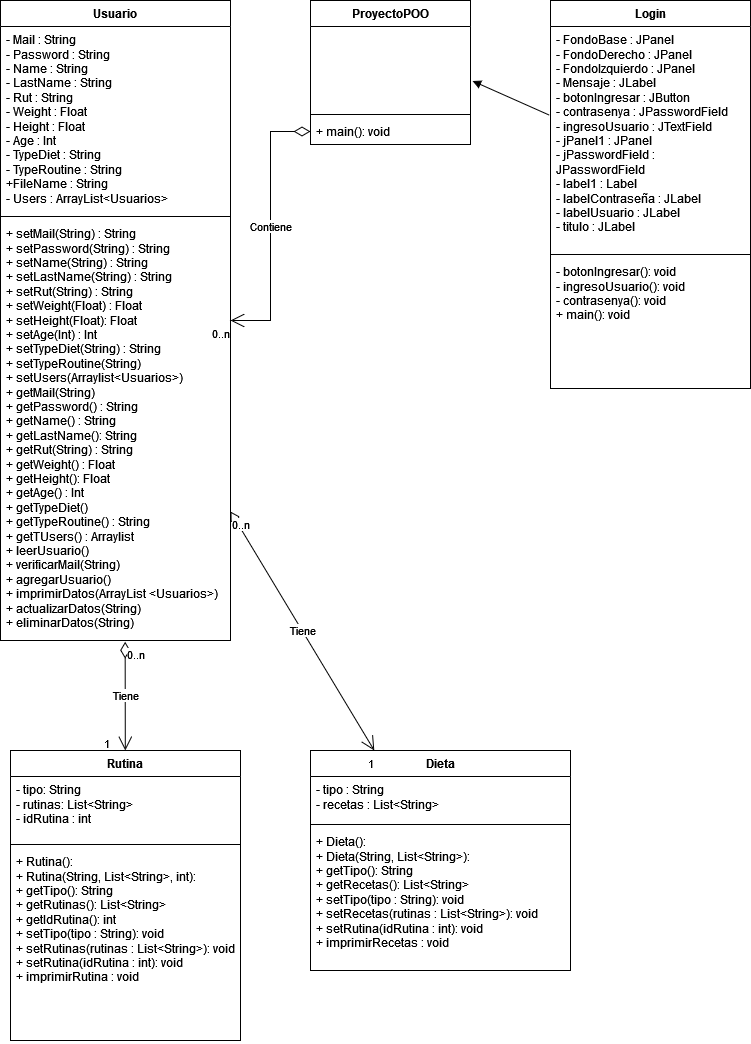 Usuario
- Mail : String
- Password : String
- Name : String
- LastName : String
- Rut : String
- Weight : Float
- Height : Float
- Age : Int
- TypeDiet : String
- TypeRoutine : String
+FileName : String
- Users : ArrayList<Usuarios>
+ setMail(String) : String
+ setPassword(String) : String
+ setName(String) : String
+ setLastName(String) : String
+ setRut(String) : String
+ setWeight(Float) : Float
+ setHeight(Float): Float
+ setAge(Int) : Int
+ setTypeDiet(String) : String
+ setTypeRoutine(String)
+ setUsers(Arraylist<Usuarios>)
+ getMail(String)
+ getPassword() : String
+ getName() : String
+ getLastName(): String
+ getRut(String) : String
+ getWeight() : Float
+ getHeight(): Float
+ getAge() : Int
+ getTypeDiet()
+ getTypeRoutine() : String
+ getTUsers() : Arraylist
+ leerUsuario()
+ verificarMail(String)
+ agregarUsuario()
+ imprimirDatos(ArrayList <Usuarios>)
+ actualizarDatos(String)
+ eliminarDatos(String)
ProyectoPOO
+ main(): void
Login
- FondoBase : JPanel
- FondoDerecho : JPanel
- FondoIzquierdo : JPanel
- Mensaje : JLabel
- botonIngresar : JButton
- contrasenya : JPasswordField
- ingresoUsuario : JTextField
- jPanel1 : JPanel
- jPasswordField :
JPasswordField
- label1 : Label
- labelContraseña : JLabel
- labelUsuario : JLabel
- titulo : JLabel
- botonIngresar(): void
- ingresoUsuario(): void
- contrasenya(): void
+ main(): void
Contiene
0..n
0..n
Tiene
0..n
Tiene
1
Rutina
- tipo: String
- rutinas: List<String>
- idRutina : int
+ Rutina():
+ Rutina(String, List<String>, int):
+ getTipo(): String
+ getRutinas(): List<String>
+ getIdRutina(): int
+ setTipo(tipo : String): void
+ setRutinas(rutinas : List<String>): void
+ setRutina(idRutina : int): void
+ imprimirRutina : void
1
Dieta
- tipo : String
- recetas : List<String>
+ Dieta():
+ Dieta(String, List<String>):
+ getTipo(): String
+ getRecetas(): List<String>
+ setTipo(tipo : String): void
+ setRecetas(rutinas : List<String>): void
+ setRutina(idRutina : int): void
+ imprimirRecetas : void